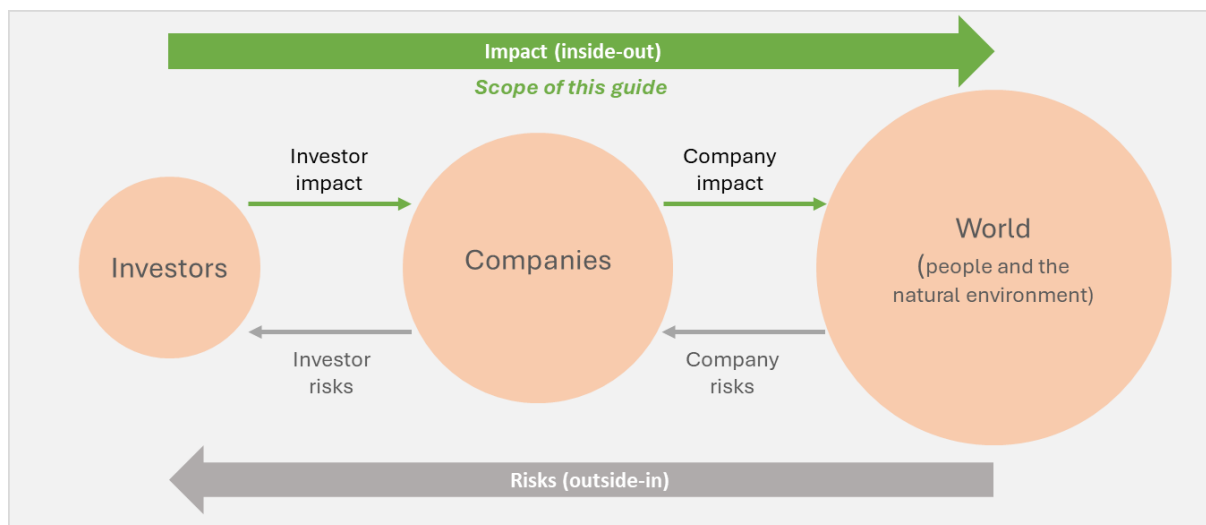 Impact (inside-out)
Scope of this guide
Investor
impact
Company
impact
Investors
Companies
World
(people and the
natural environment)
Investor
risks
Company
risks
Risks (outside-in)